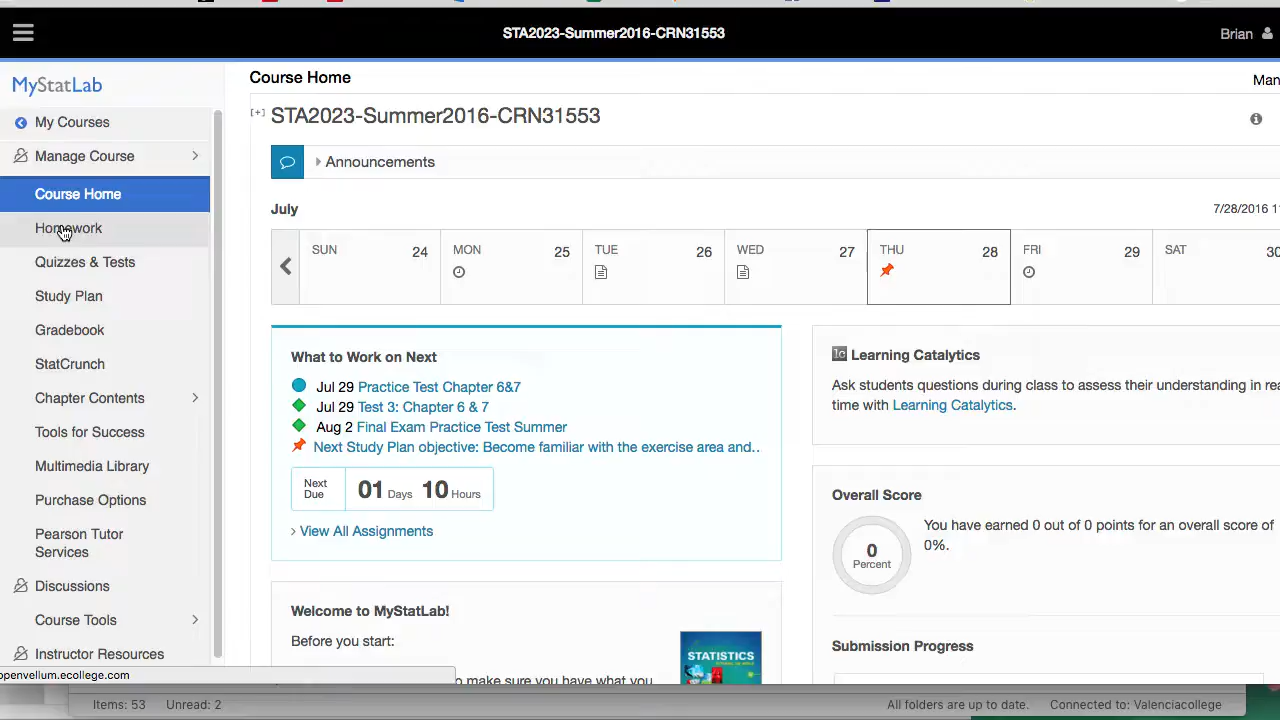 STA2023-Summer2016-CRN31553
Brian
MyStatLab
My Courses
Manage Course
Course Home
Homework
Quizzes & Tests
Study Plan
Gradebook
StatCrunch
Chapter Contents
Tools for Success
Multimedia Library
Purchase Options
Pearson Tutor
Services
Discussions
Course Tools
Instructor Resources
openvellum.ecollege.com
Course Home
Man
[+] STA2023-Summer2016-CRN31553
Announcements
July
7/28/2016 1
SUN 24
MON 25
TUE 26
WED 27
THU 28
FRI 29
SAT 30
What to Work on Next
Jul 29 Practice Test Chapter 6&7
Jul 29 Test 3: Chapter 6 & 7
Aug 2 Final Exam Practice Test Summer
Next Study Plan objective: Become familiar with the exercise area and..
Next
Due
01 Days 10 Hours
View All Assignments
Welcome to MyStatLab!
Before you start:
o make sure you have what you
STATISTICS
Learning Catalytics
Ask students questions during class to assess their understanding in rea
time with Learning Catalytics.
Overall Score
0
Percent
You have earned 0 out of 0 points for an overall score of
0%.
Submission Progress
Items: 53
Unread: 2
All folders are up to date.
Connected to: Valenciacollege